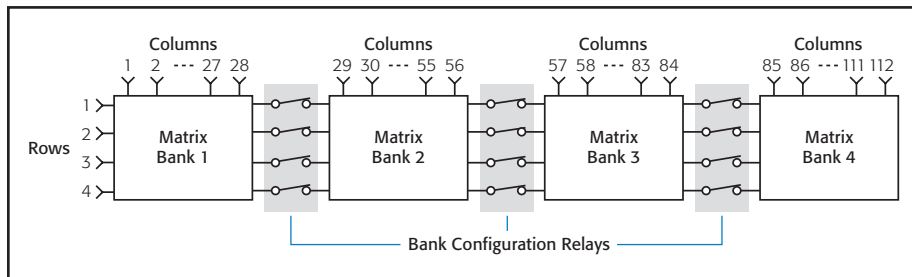 Columns Columns Columns Columns
1 2 --- 27 28 29 30 --- 55 56 57 58 --- 83 84 85 86 --- 111 112
Rows
1
2
3
4
Matrix
Bank 1
Matrix
Bank 2
Matrix
Bank 3
Matrix
Bank 4
Bank Configuration Relays